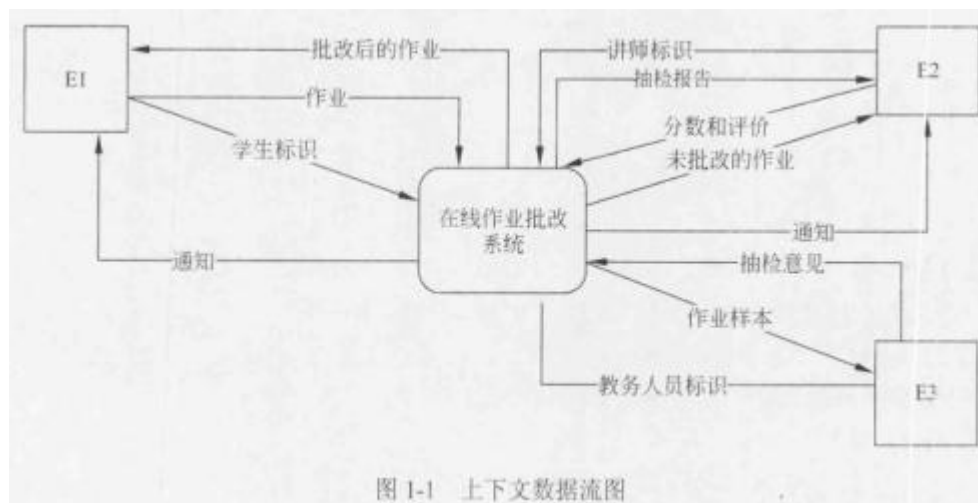 批改后的作业
讲师标识
E1
抽检报告
E2
作业
分数和评价
学生标识
未批改的作业
在线作业批改
系统
通知
通知
抽检意见
作业样本
教务人员标识
E3
图 1-1 上下文数据流图